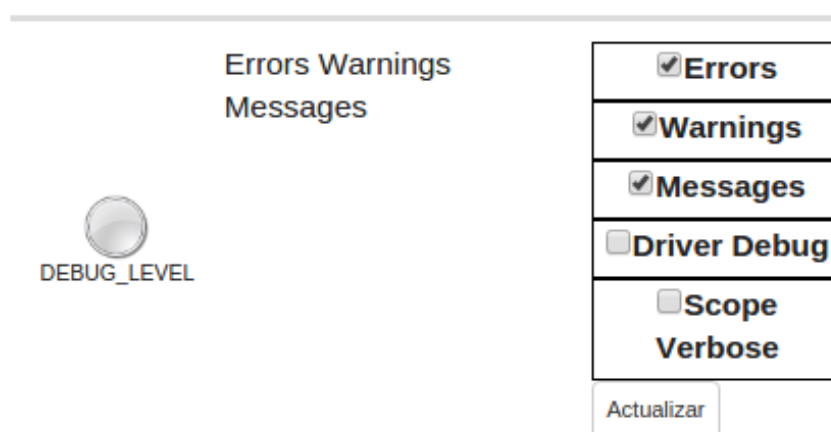 Errors Warnings
Messages
DEBUG_LEVEL
Errors
Warnings
Messages
Driver Debug
Scope
Verbose
Actualizar